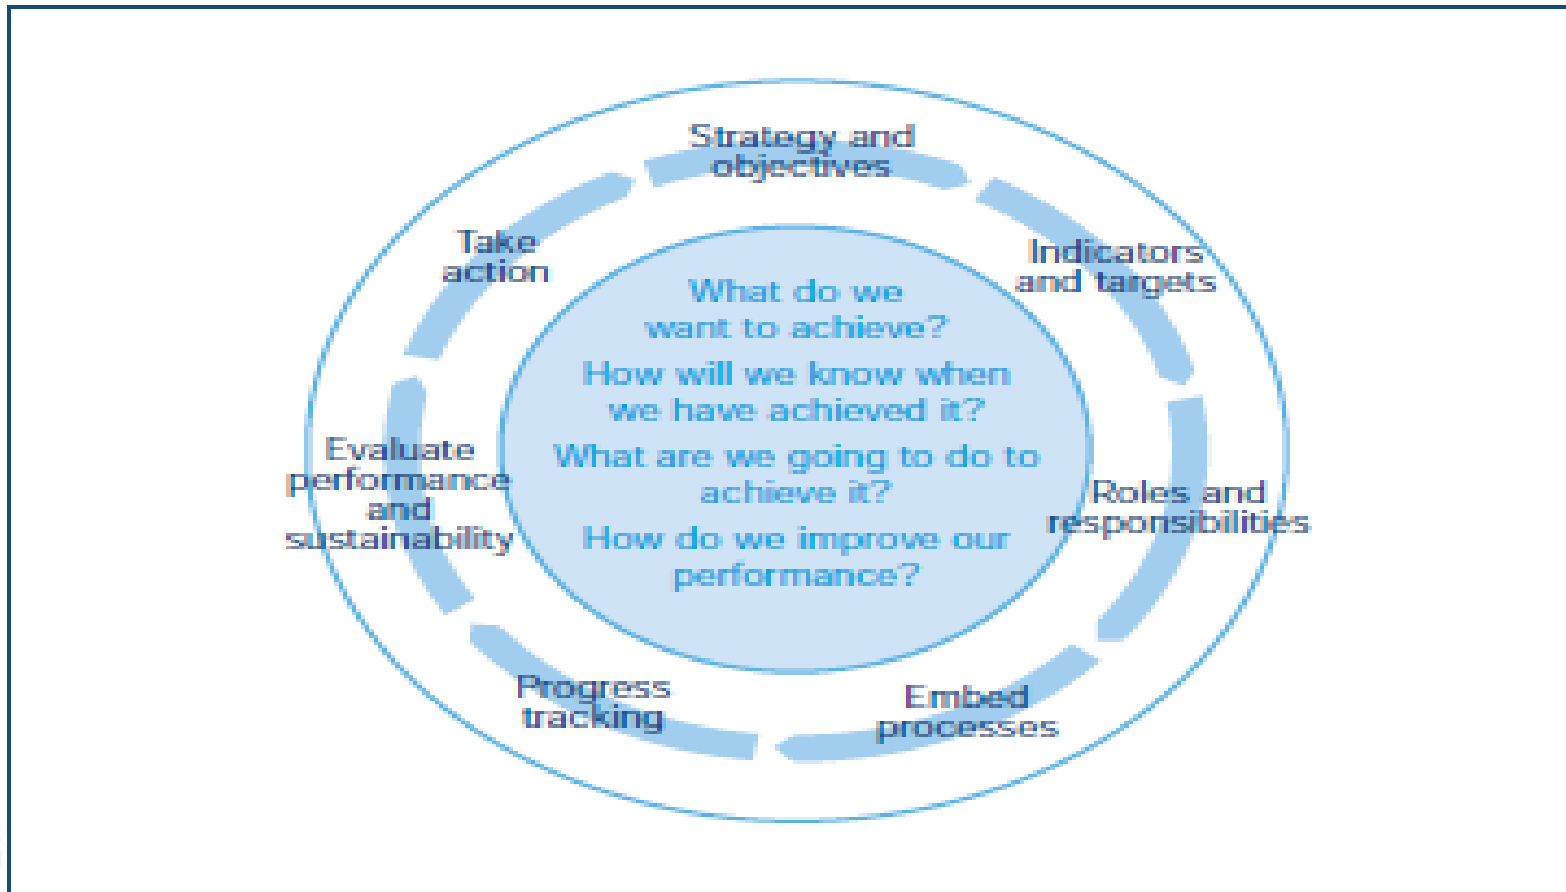 Strategy and
objectives
Indicators
and targets
Roles and
responsibilities
Embed
processes
Progress
tracking
Evaluate
performance
and
sustainability
Take
action
What do we
want to achieve?
How will we know when
we have achieved it?
What are we going to do to
achieve it?
How do we improve our
performance?